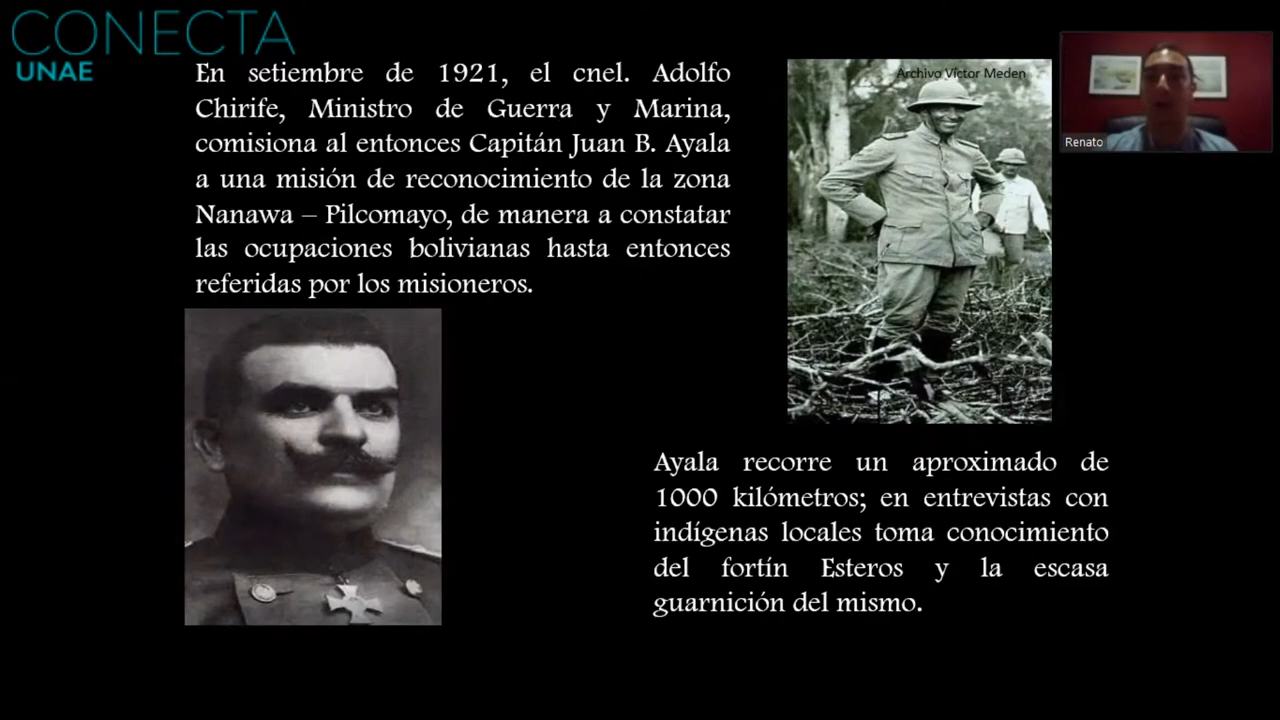 CONECTA
UNAE
En setiembre de 1921, el cnel. Adolfo
Chirife, Ministro de Guerra y Marina,
comisiona al entonces Capitán Juan B. Ayala
a una misión de reconocimiento de la zona
Nanawa – Pilcomayo, de manera a constatar
las ocupaciones bolivianas hasta entonces
referidas por los misioneros.
Archivo Víctor Meden
Renato
Ayala recorre un aproximado de
1000 kilómetros; en entrevistas con
indígenas locales toma conocimiento
del fortín Esteros y la escasa
guarnición del mismo.